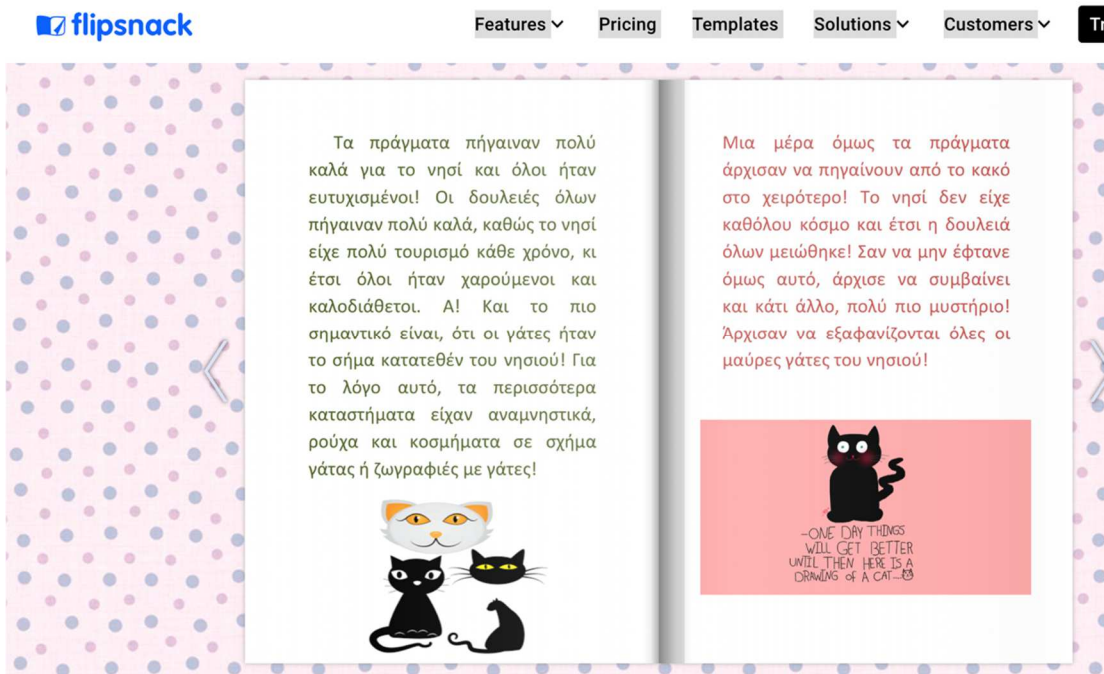 flipsnack
Features
Pricing
Templates
Solutions
Customers
Τα πράγματα πήγαιναν πολύ
καλά για το νησί και όλοι ήταν
ευτυχισμένοι! Οι δουλειές όλων
πήγαιναν πολύ καλά, καθώς το νησί
είχε πολύ τουρισμό κάθε χρόνο, κι
έτσι όλοι ήταν χαρούμενοι και
καλοδιάθετοι. Α! Και το πιο
σημαντικό είναι, ότι οι γάτες ήταν
το σήμα κατατεθέν του νησιού! Για
το λόγο αυτό, τα περισσότερα
καταστήματα είχαν αναμνηστικά,
ρούχα και κοσμήματα σε σχήμα
γάτας ή ζωγραφιές με γάτες!
Μια μέρα όμως τα πράγματα
άρχισαν να πηγαίνουν από το κακό
στο χειρότερο! Το νησί δεν είχε
καθόλου κόσμο και έτσι η δουλειά
όλων μειώθηκε! Σαν να μην έφτανε
όμως αυτό, άρχισε να συμβαίνει
και κάτι άλλο, πολύ πιο μυστήριο!
Άρχισαν να εξαφανίζονται όλες οι
μαύρες γάτες του νησιού!
-ONE DAY THINGS
WILL GET BETTER
UNTIL THEN HERE IS A
DRAWING OF A CAT-